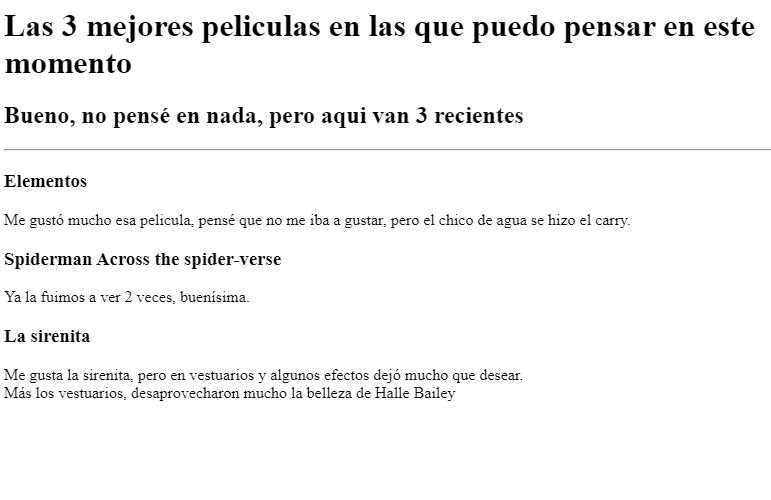 Las 3 mejores peliculas en las que puedo pensar en este
momento
Bueno, no pensé en nada, pero aqui van 3 recientes
Elementos
Me gustó mucho esa pelicula, pensé que no me iba a gustar, pero el chico de agua se hizo el carry.
Spiderman Across the spider-verse
Ya la fuimos a ver 2 veces, buenísima.
La sirenita
Me gusta la sirenita, pero en vestuarios y algunos efectos dejó mucho que desear.
Más los vestuarios, desaprovecharon mucho la belleza de Halle Bailey